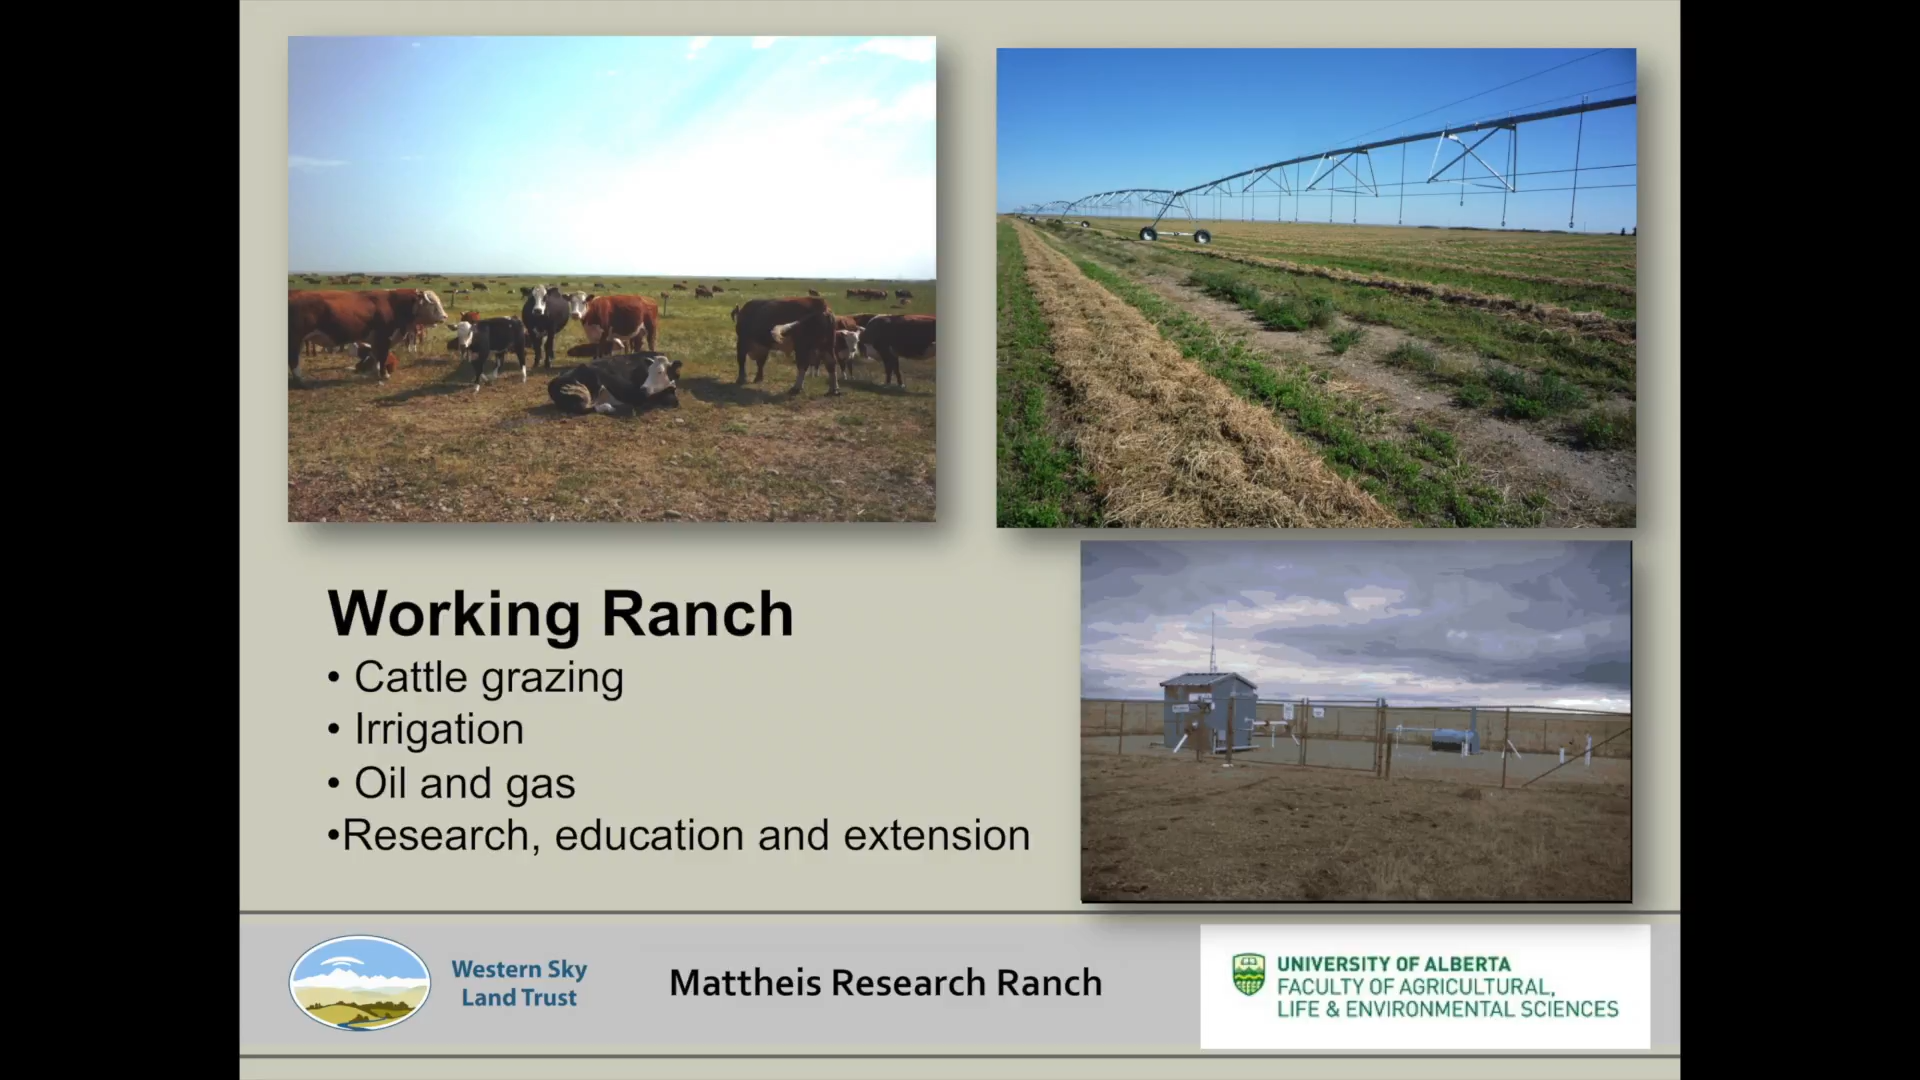 Working Ranch
• Cattle grazing
• Irrigation
• Oil and gas
•Research, education and extension
Western Sky
Land Trust
Mattheis Research Ranch
UNIVERSITY OF ALBERTA
FACULTY OF AGRICULTURAL,
LIFE & ENVIRONMENTAL SCIENCES